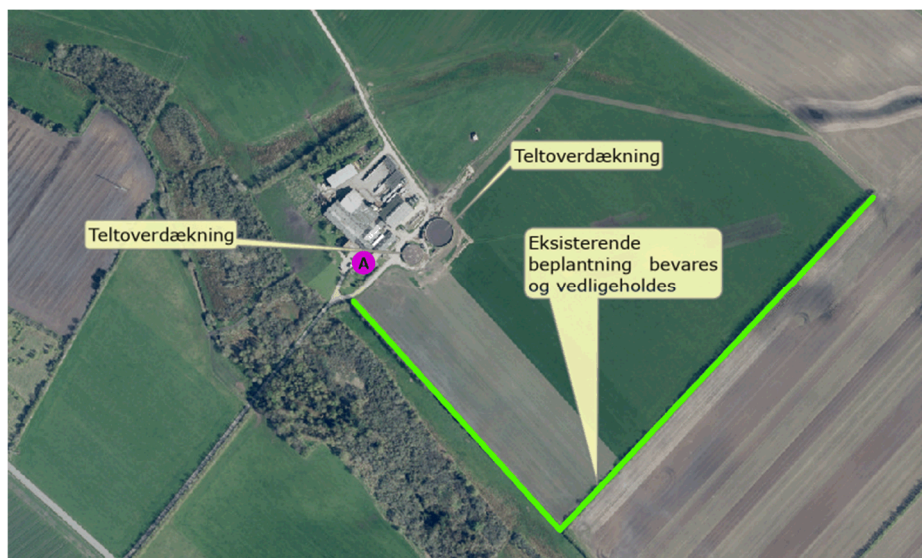 Teltoverdækning
Teltoverdækning
A
Eksisterende
beplantning bevares
og vedligeholdes